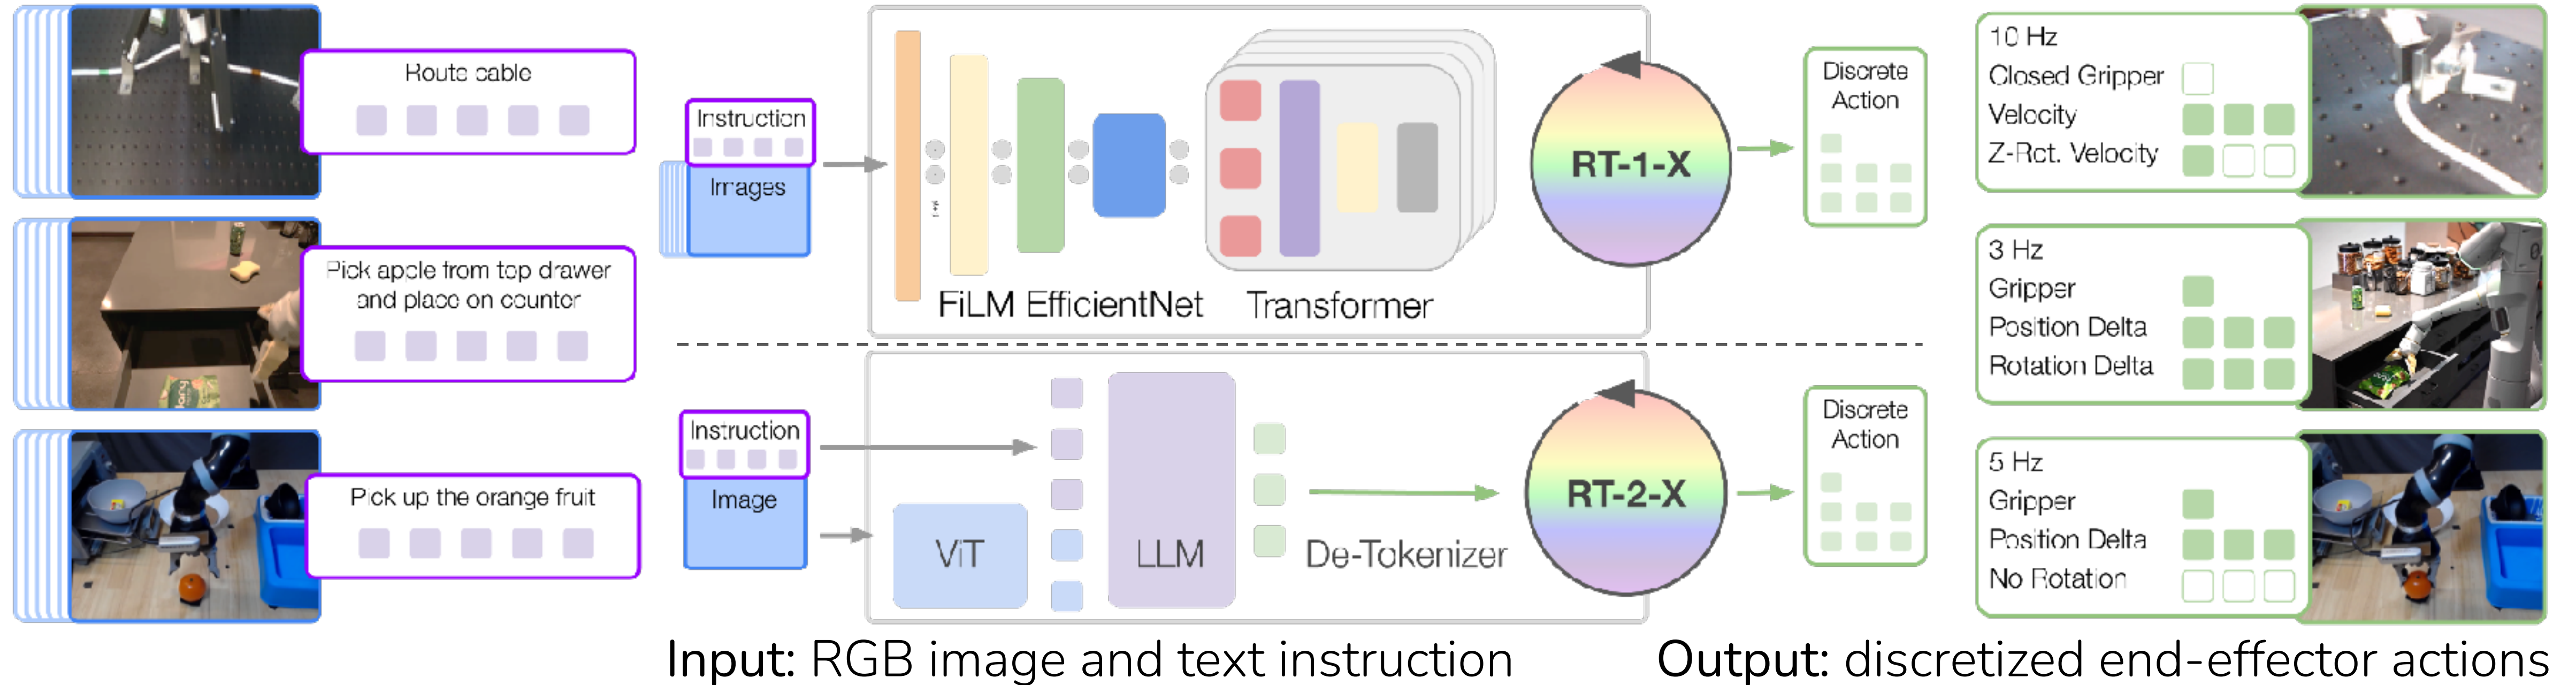 Route cable
Pick apple from top drawer
and place on counter
Pick up the orange fruit
Instruction
Images
FiLM EfficientNet
Transformer
RT-1-X
Discrete
Action
Instruction
Image
ViT
LLM
De-Tokenizer
RT-2-X
Discrete
Action
10 Hz
Closed Gripper
Velocity
Z-Rct. Velocity
3 Hz
Gripper
Position Delta
Rotation Delta
5 Hz
Gripper
Position Delta
No Rotation
Input: RGB image and text instruction
Output: discretized end-effector actions